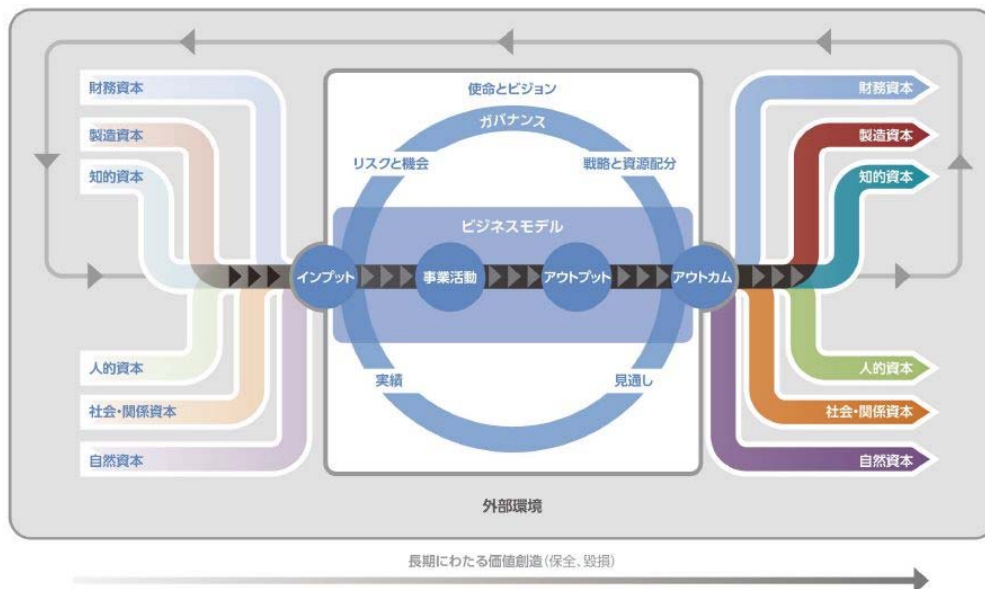 財務資本
製造資本
知的資本
人的資本
社会・関係資本
自然資本
使命とビジョン
ガバナンス
リスクと機会
戦略と資源配分
ビジネスモデル
インプット
事業活動
アウトプット
アウトカム
実績
見通し
財務資本
製造資本
知的資本
人的資本
社会・関係資本
自然資本
外部環境
長期にわたる価値創造(保全、毀損)